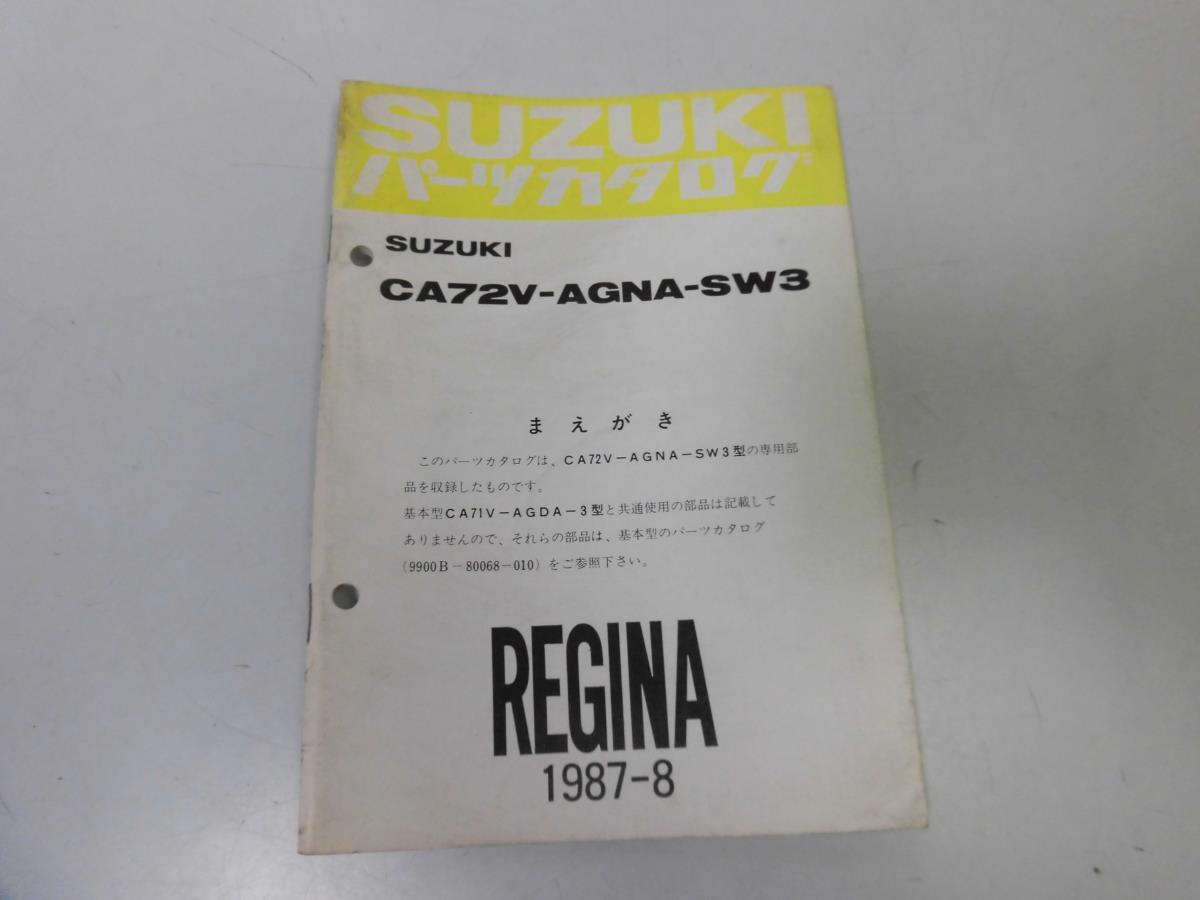 SUZUKI
パーツカタログ
SUZUKI
CA72V-AGNA-SW3
まえがき
このパーツカタログは、CA72V-AGNA-SW3型の専用部
品を収録したものです。
基本型CA71V-AGDA-3型と共通使用の部品は記載して
ありませんので、それらの部品は、基本型のパーツカタログ
(9900B-80068-010)をご参照下さい。
REGINA
1987-8